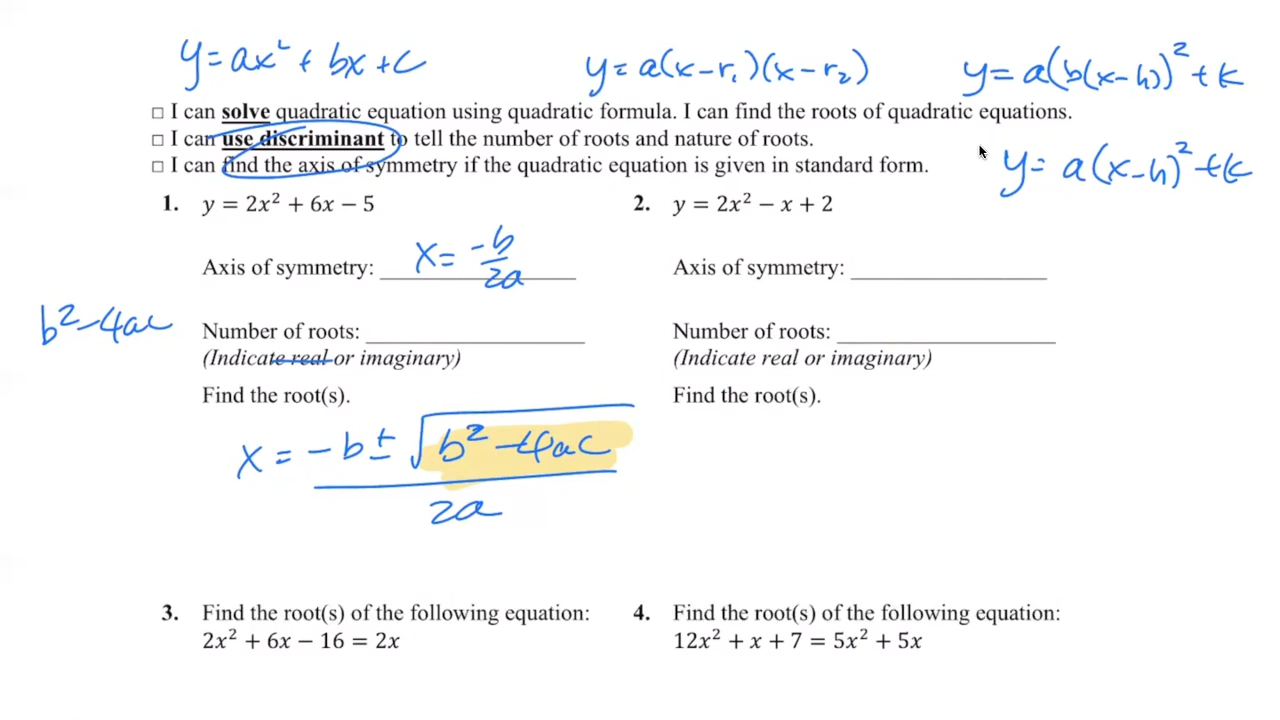 y = ax² + bx + c y = a(x-r₁)(x-r₂) y = a(b(x-h))² + k
□ I can solve quadratic equation using quadratic formula. I can find the roots of quadratic equations.
□ I can use discriminant to tell the number of roots and nature of roots.
□ I can find the axis of symmetry if the quadratic equation is given in standard form.
y = a(x-h)² + k
1. y = 2x² + 6x − 5
Axis of symmetry: x = -b/2a
b² - 4ac
Number of roots:
(Indicate real or imaginary)
Find the root(s).
x = -b ± √(b² - 4ac) / 2a
2. y = 2x² − x + 2
Axis of symmetry:
Number of roots:
(Indicate real or imaginary)
Find the root(s).
3. Find the root(s) of the following equation:
2x² + 6x − 16 = 2x
4. Find the root(s) of the following equation:
12x² + x + 7 = 5x² + 5x